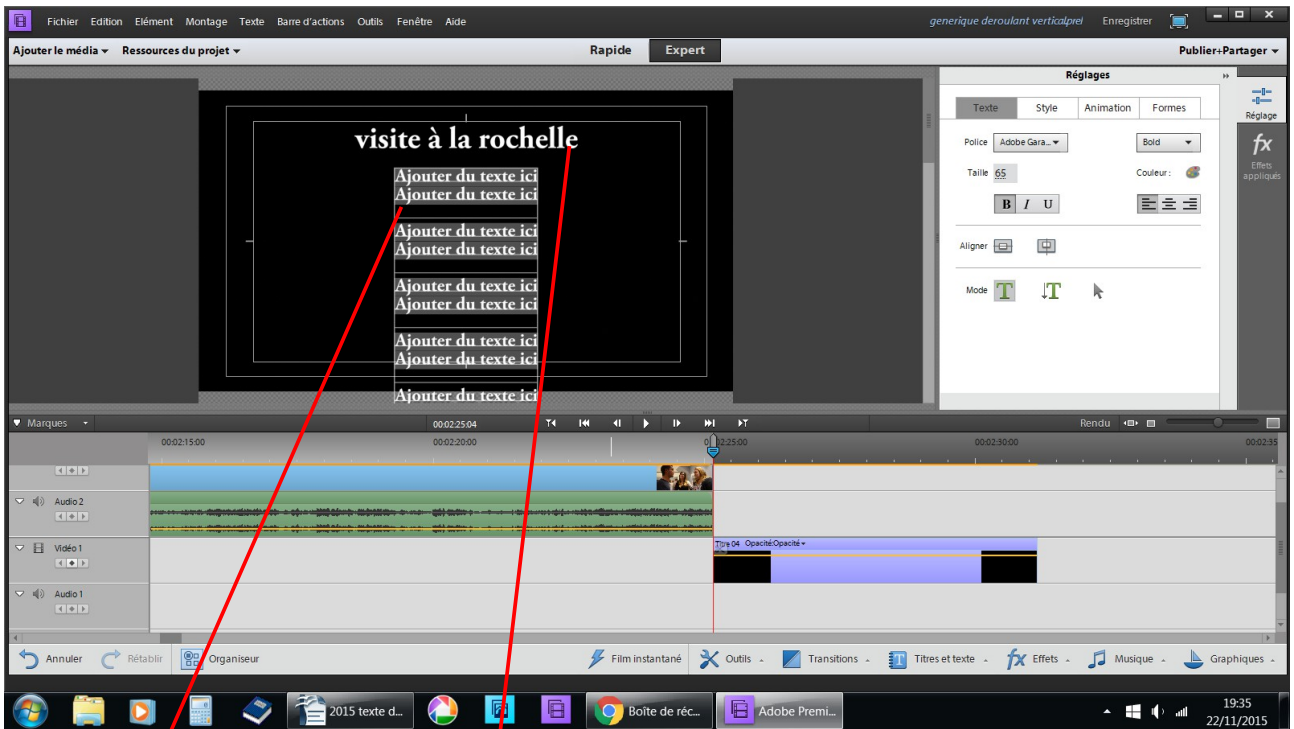 Fichier Edition Elément Montage Texte Barre d'actions Outils Fenêtre Aide generique deroulant verticalprel Enregistrer
Ajouter le média Ressources du projet Rapide Expert Publier+Partager
Réglages
Texte Style Animation Formes
Réglage
Police Adobe Gara... Bold
fx
Effets
appliqués
Taille 65 Couleur :
B I U
Aligner
Mode T T
visite à la rochelle
Ajouter du texte ici
Ajouter du texte ici
Ajouter du texte ici
Ajouter du texte ici
Ajouter du texte ici
Ajouter du texte ici
Ajouter du texte ici
Ajouter du texte ici
Ajouter du texte ici
Marques 00:02:25:04 Rendu
00:02:15:00 00:02:20:00 0 02:25:00 00:02:30:00 00:02:35
Audio 2
Vidéo 1 Titre 04 Opacité:Opacité
Audio 1
Annuler Rétablir Organiseur Film instantané Outils Transitions Titres et texte fx Effets Musique Graphiques
2015 texte d... Boîte de réc... Adobe Premi... 19:35
22/11/2015